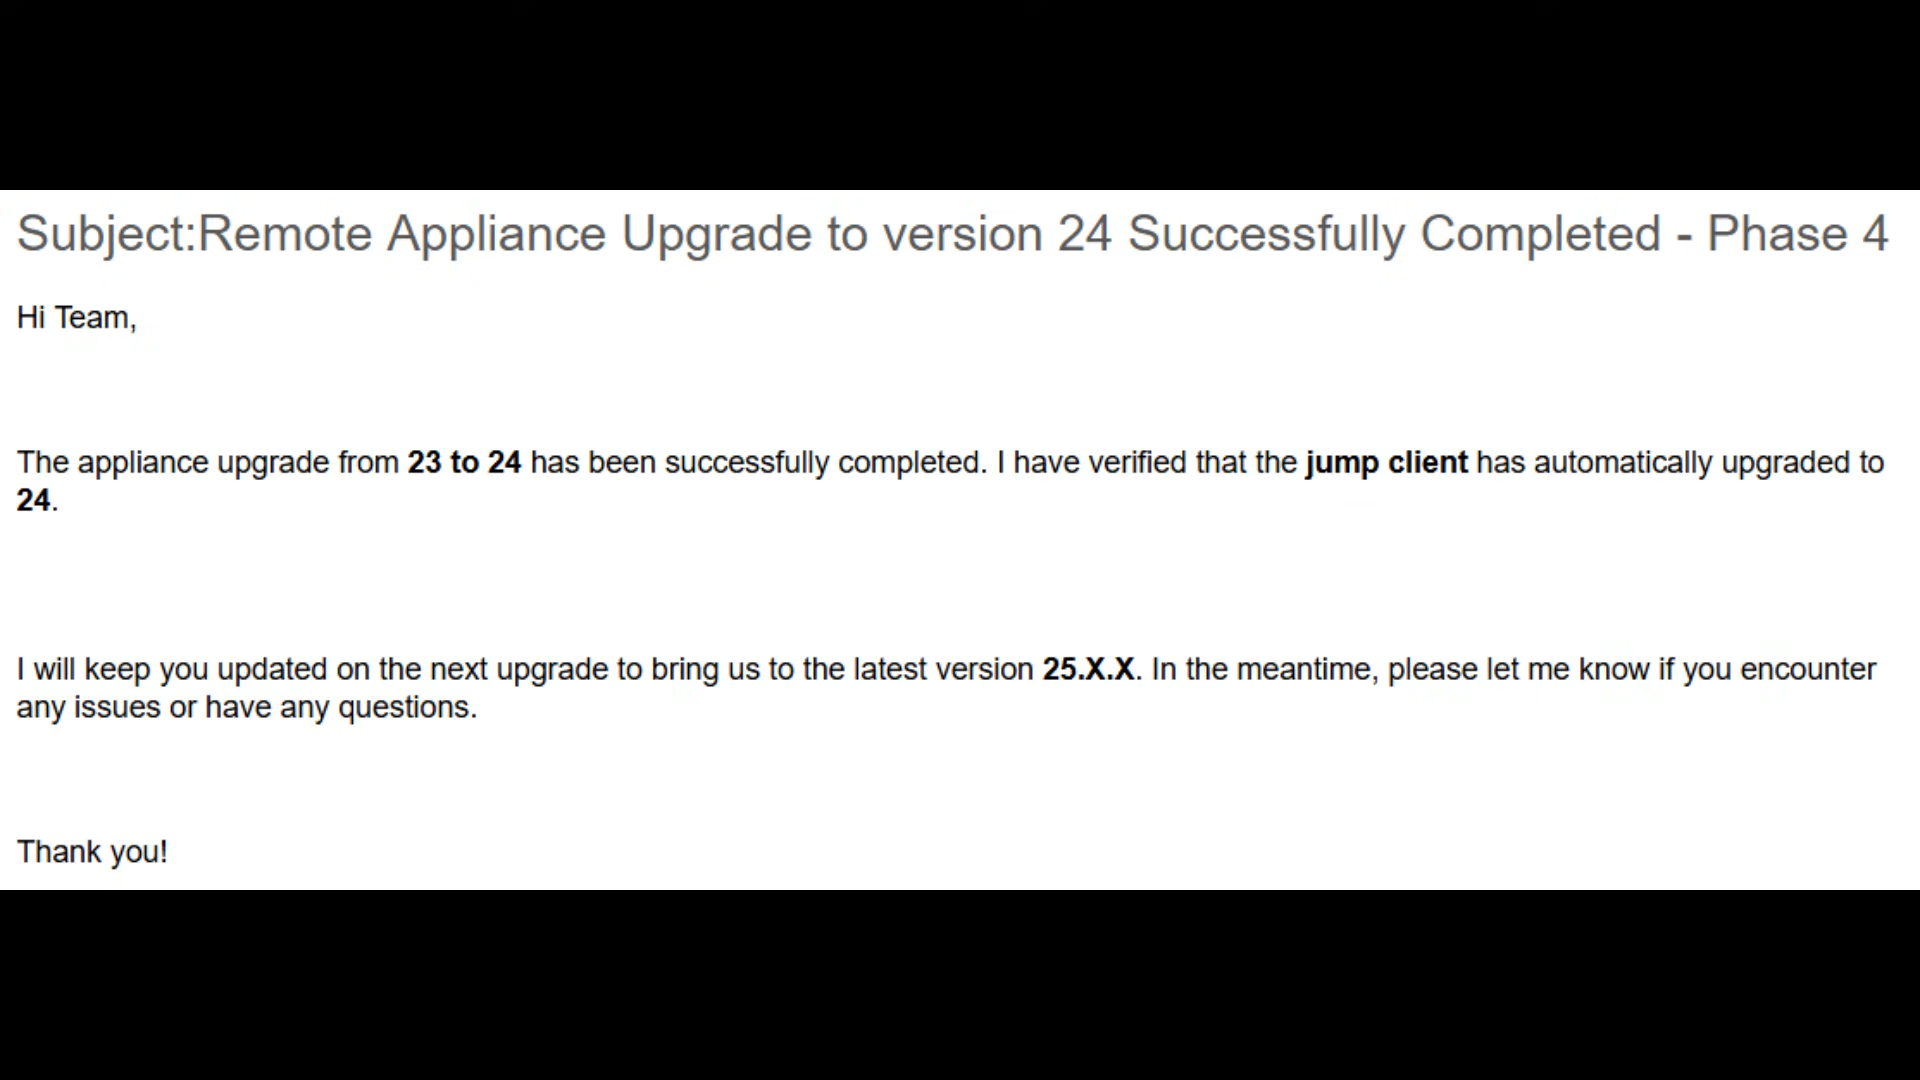 Subject:Remote Appliance Upgrade to version 24 Successfully Completed - Phase 4
Hi Team,
The appliance upgrade from 23 to 24 has been successfully completed. I have verified that the jump client has automatically upgraded to
24.
I will keep you updated on the next upgrade to bring us to the latest version 25.X.X. In the meantime, please let me know if you encounter
any issues or have any questions.
Thank you!